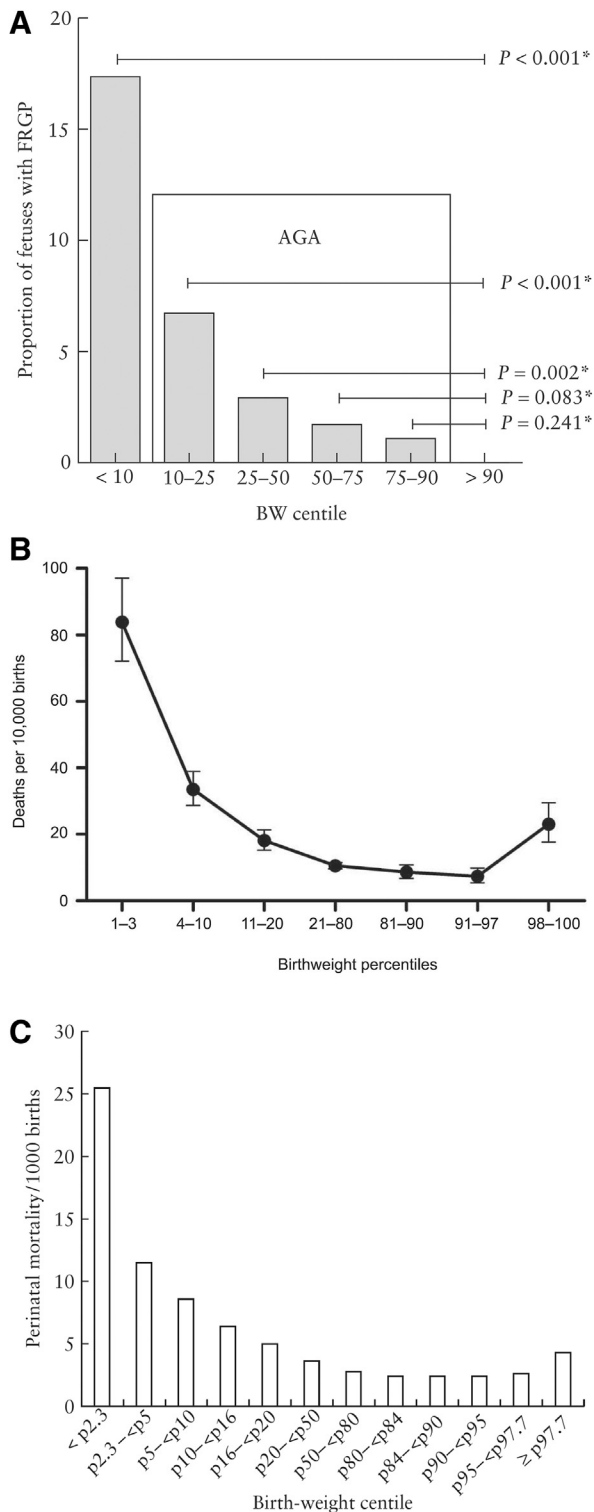 A
20
15
10
5
0
Proportion of fetuses with FRGP
AGA
P < 0.001*
P < 0.001*
P = 0.002*
P = 0.083*
P = 0.241*
< 10
10–25
25–50
50–75
75–90
> 90
BW centile
B
100
80
60
40
20
0
Deaths per 10,000 births
1–3
4–10
11–20
21–80
81–90
91–97
98–100
Birthweight percentiles
C
30
25
20
15
10
5
0
Perinatal mortality/1000 births
< p2.3
p2.3–<p5
p5–<p10
p10–<p16
p16–<p20
p20–<p50
p50–<p80
p80–<p84
p84–<p90
p90–<p95
p95–<p97.7
≥ p97.7
Birth-weight centile